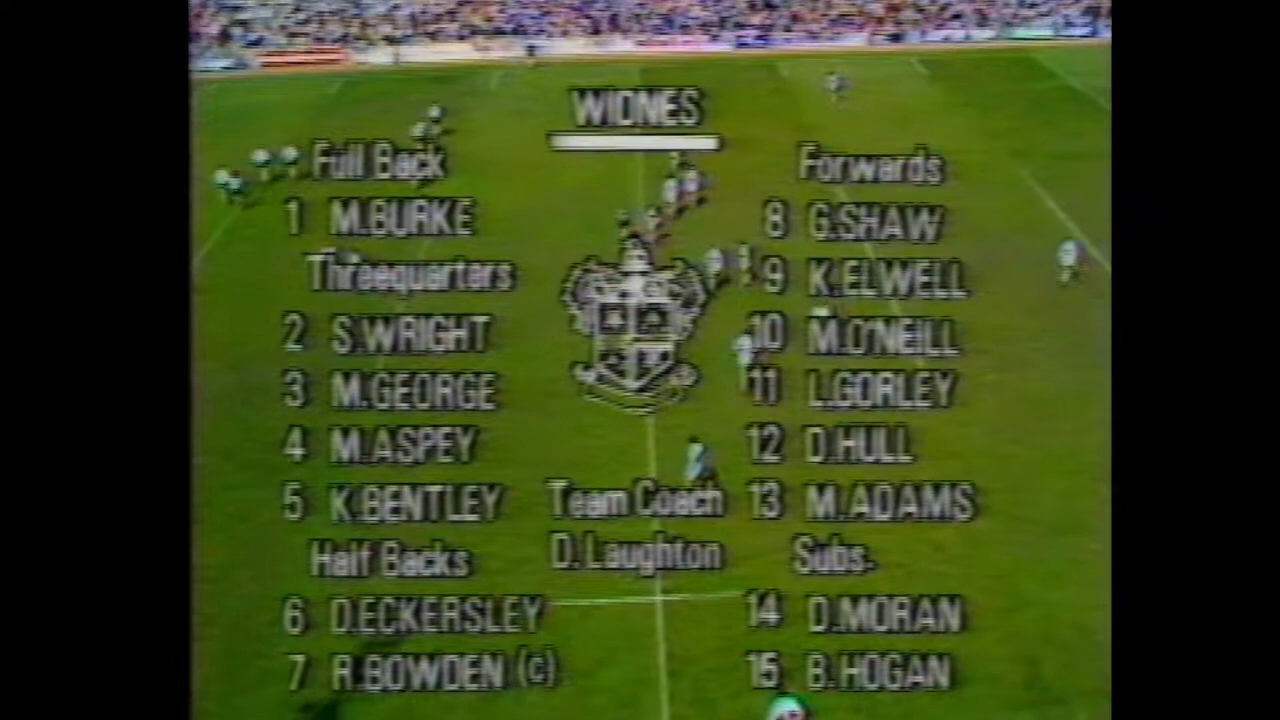 WIDNES
Full Back
1 M.BURKE
Threequarters
2 S.WRIGHT
3 M.GEORGE
4 M.ASPEY
5 K.BENTLEY
Half Backs
6 D.ECKERSLEY
7 R.BOWDEN (c)
Team Coach
D.Laughton
Forwards
8 G.SHAW
9 K.ELWELL
10 M.O'NEILL
11 L.GORLEY
12 D.HULL
13 M.ADAMS
Subs-
14 D.MORAN
15 B.HOGAN